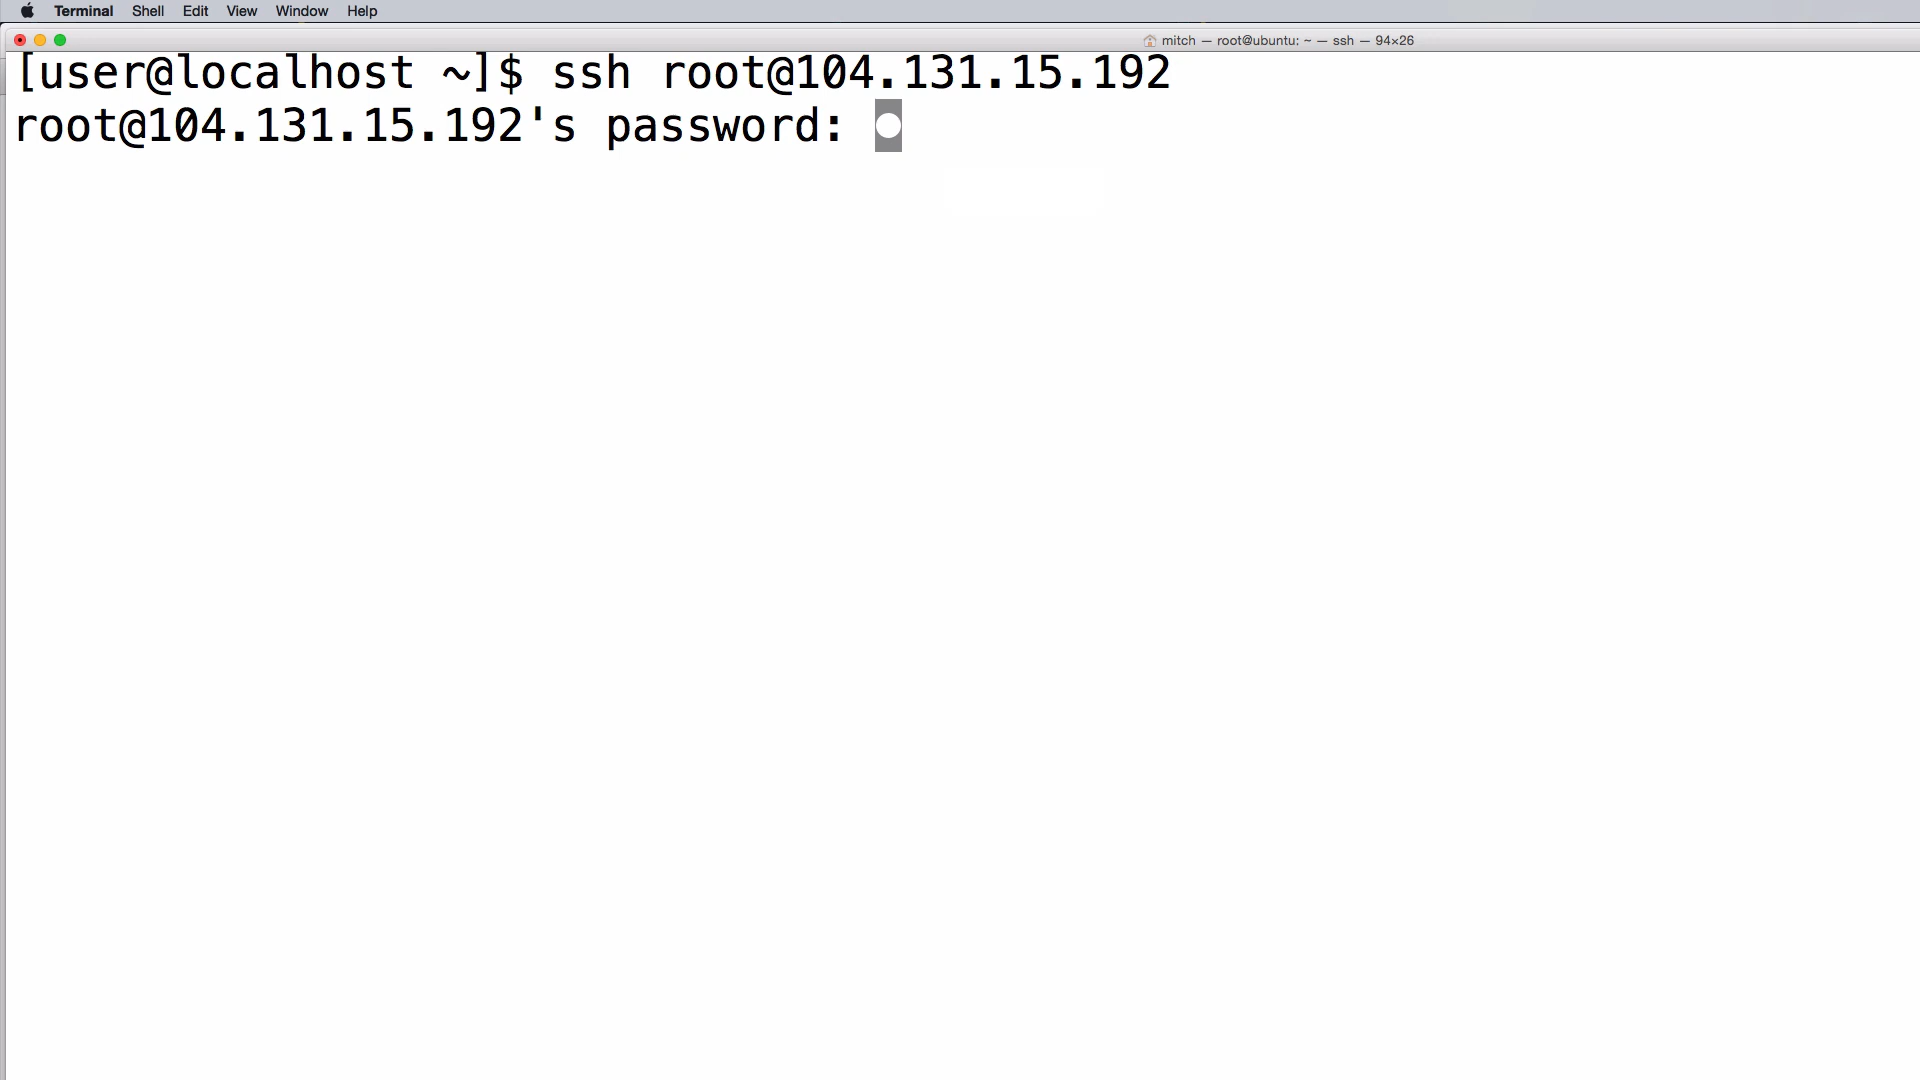 Terminal Shell Edit View Window Help
mitch — root@ubuntu: ~ — ssh — 94×26
[user@localhost ~]$ ssh root@104.131.15.192
root@104.131.15.192's password: